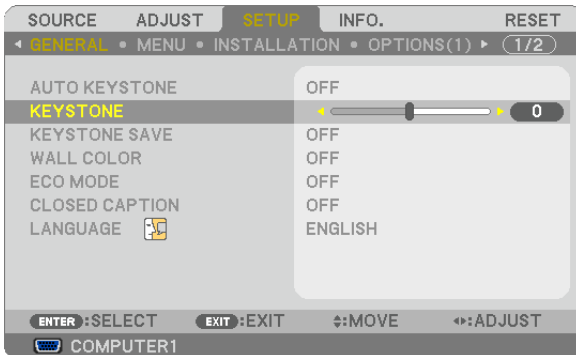 SOURCE ADJUST SETUP INFO. RESET
◂ GENERAL • MENU • INSTALLATION • OPTIONS(1) ▸ 1/2
AUTO KEYSTONE OFF
KEYSTONE 0
KEYSTONE SAVE OFF
WALL COLOR OFF
ECO MODE OFF
CLOSED CAPTION OFF
LANGUAGE ENGLISH
ENTER :SELECT EXIT :EXIT :MOVE :ADJUST
COMPUTER1